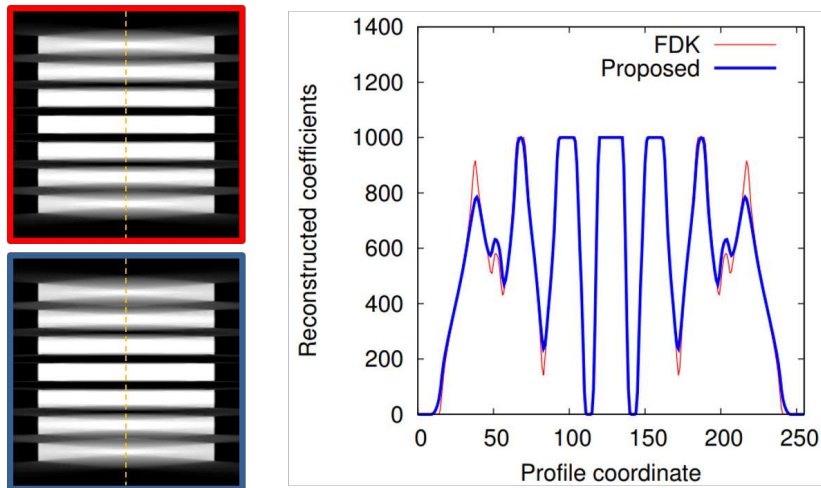 1400
1200
1000
800
600
400
200
0
Reconstructed coefficients
FDK
Proposed
0 50 100 150 200 250
Profile coordinate